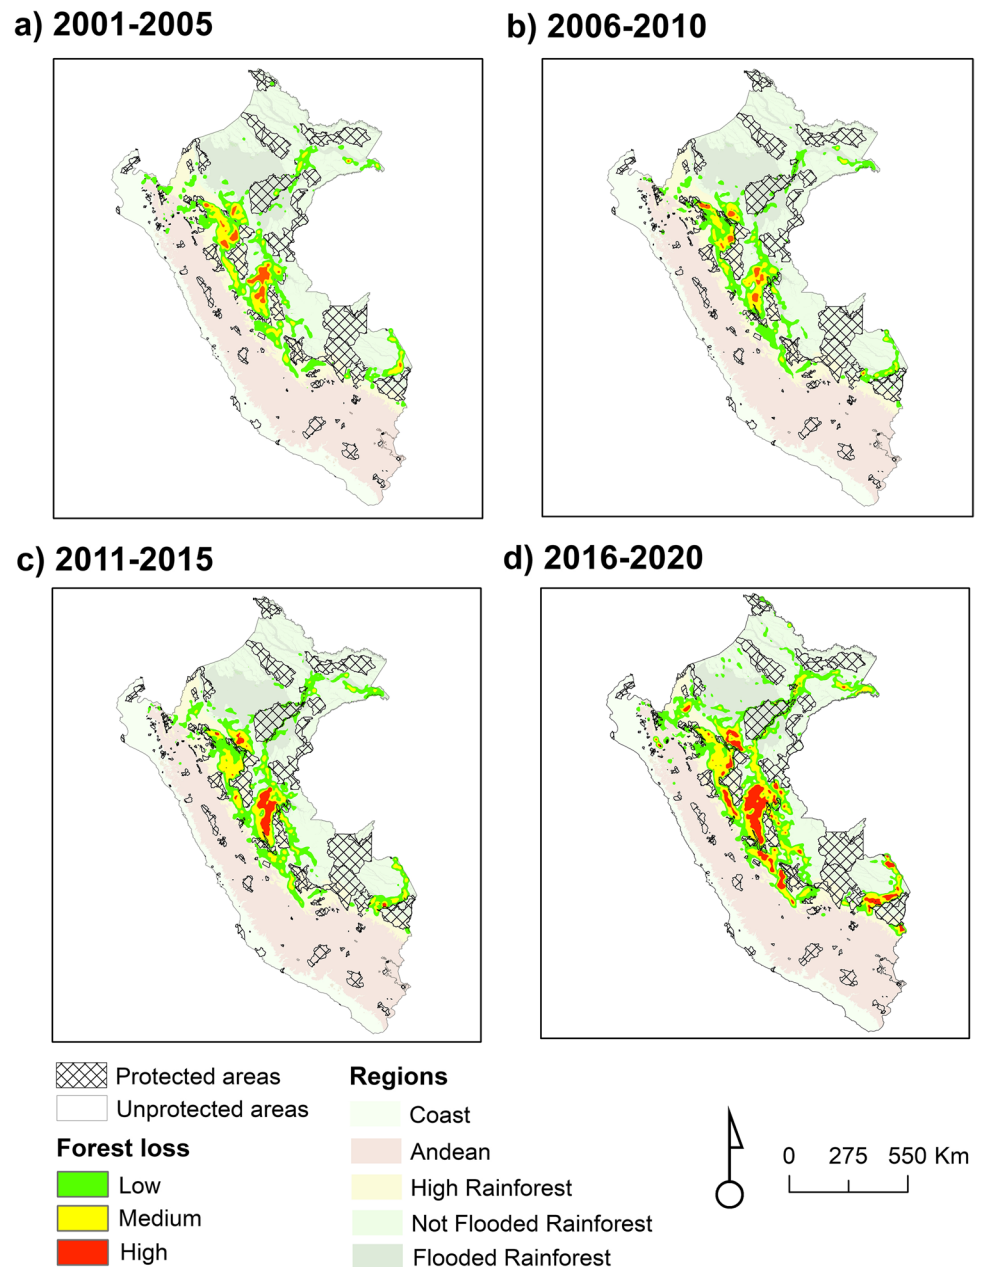 a) 2001-2005
b) 2006-2010
c) 2011-2015
d) 2016-2020
Protected areas
Unprotected areas
Forest loss
Low
Medium
High
Regions
Coast
Andean
High Rainforest
Not Flooded Rainforest
Flooded Rainforest
0 275 550 Km